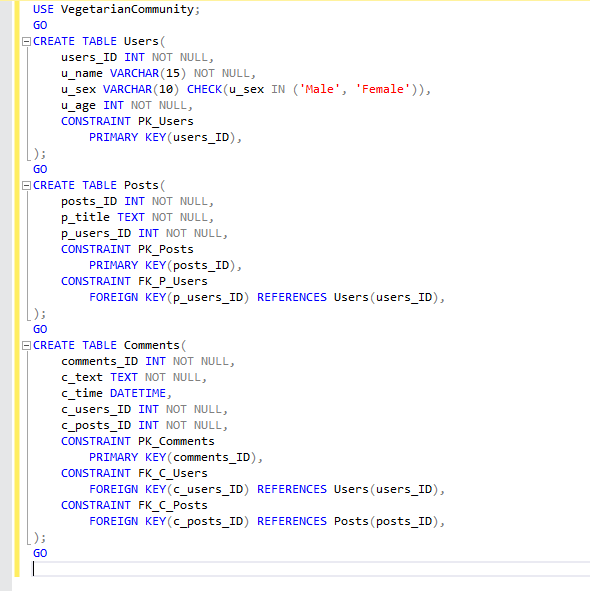 USE VegetarianCommunity;
GO
CREATE TABLE Users(
    users_ID INT NOT NULL,
    u_name VARCHAR(15) NOT NULL,
    u_sex VARCHAR(10) CHECK(u_sex IN ('Male', 'Female')),
    u_age INT NOT NULL,
    CONSTRAINT PK_Users
        PRIMARY KEY(users_ID),
);
GO
CREATE TABLE Posts(
    posts_ID INT NOT NULL,
    p_title TEXT NOT NULL,
    p_users_ID INT NOT NULL,
    CONSTRAINT PK_Posts
        PRIMARY KEY(posts_ID),
    CONSTRAINT FK_P_Users
        FOREIGN KEY(p_users_ID) REFERENCES Users(users_ID),
);
GO
CREATE TABLE Comments(
    comments_ID INT NOT NULL,
    c_text TEXT NOT NULL,
    c_time DATETIME,
    c_users_ID INT NOT NULL,
    c_posts_ID INT NOT NULL,
    CONSTRAINT PK_Comments
        PRIMARY KEY(comments_ID),
    CONSTRAINT FK_C_Users
        FOREIGN KEY(c_users_ID) REFERENCES Users(users_ID),
    CONSTRAINT FK_C_Posts
        FOREIGN KEY(c_posts_ID) REFERENCES Posts(posts_ID),
);
GO